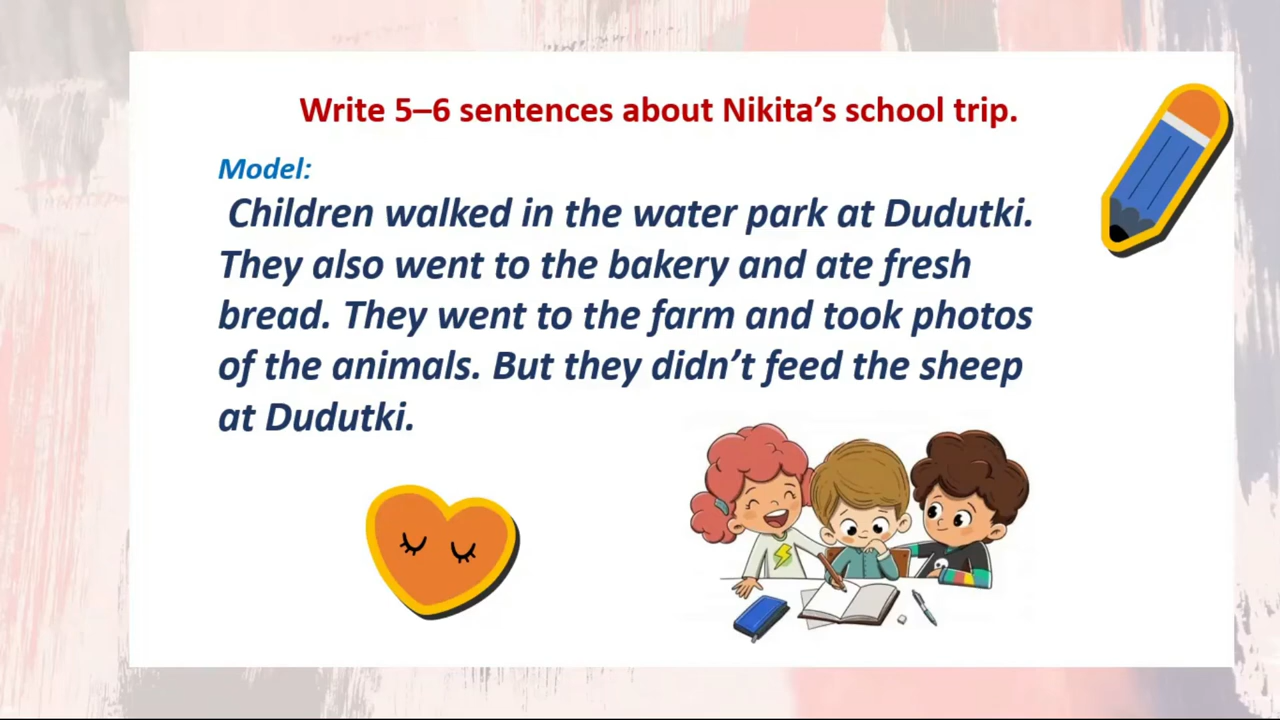 Write 5–6 sentences about Nikita’s school trip.
Model:
Children walked in the water park at Dudutki.
They also went to the bakery and ate fresh
bread. They went to the farm and took photos
of the animals. But they didn’t feed the sheep
at Dudutki.